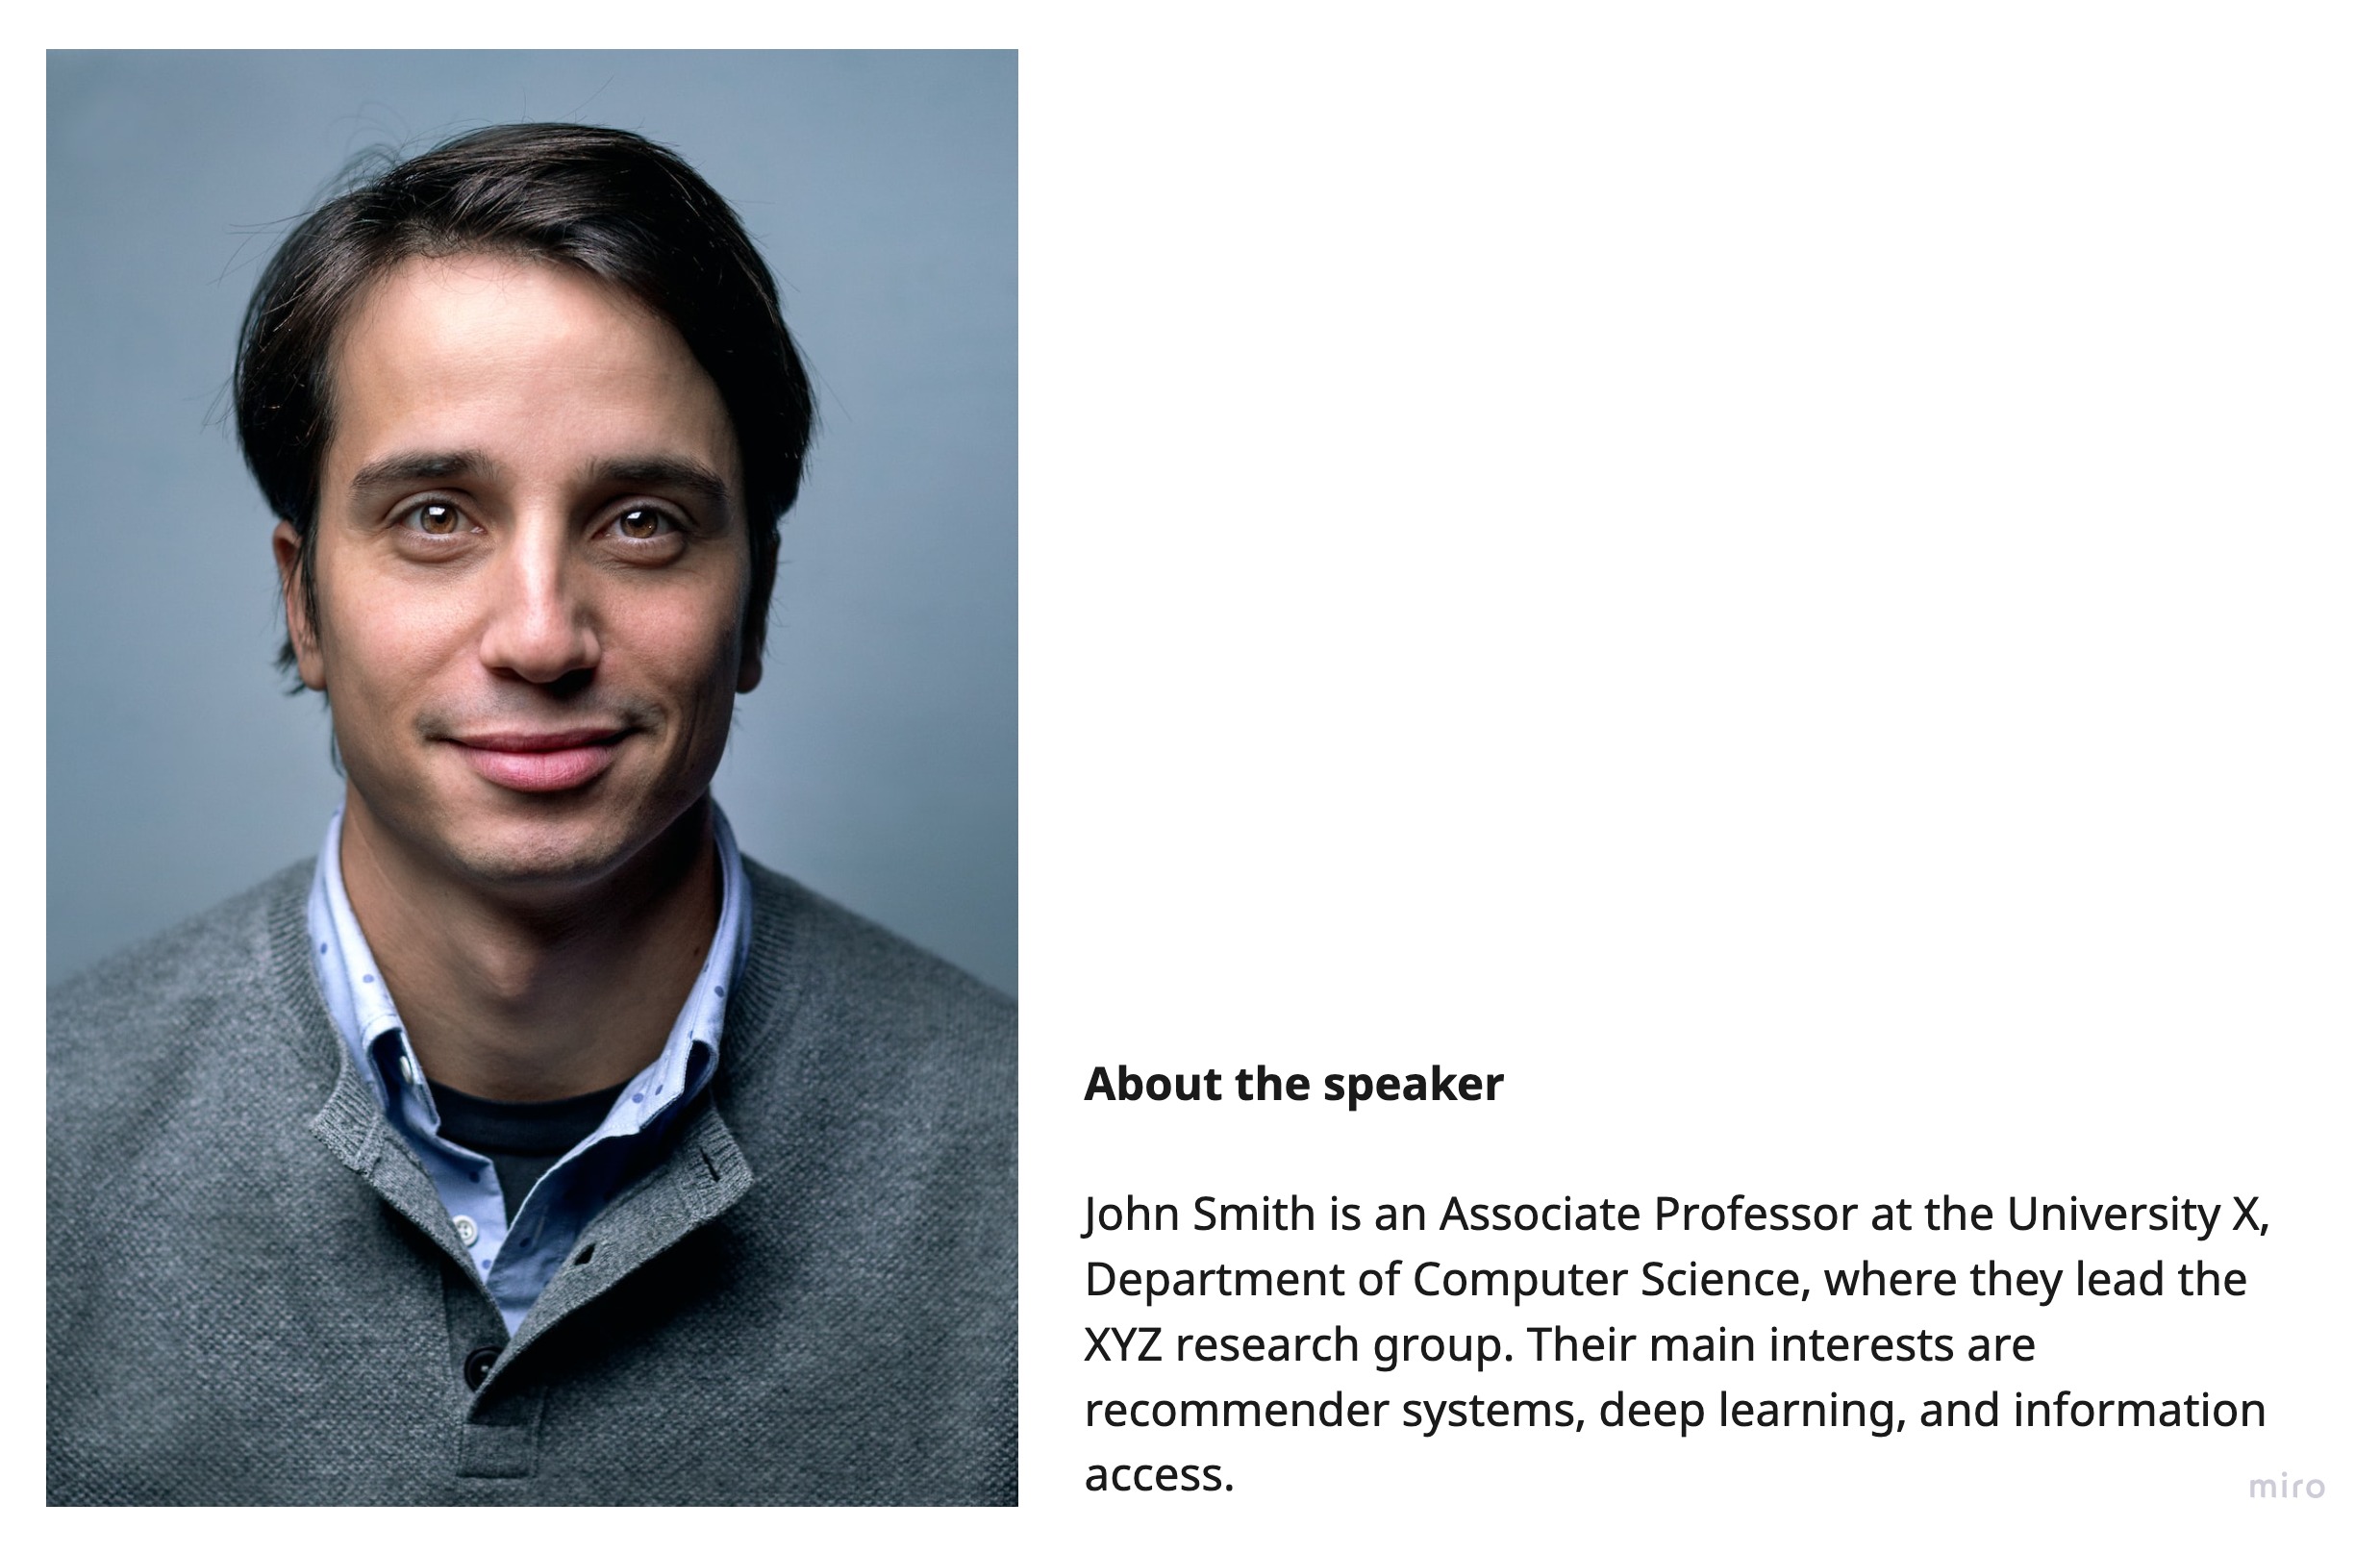 About the speaker
John Smith is an Associate Professor at the University X,
Department of Computer Science, where they lead the
XYZ research group. Their main interests are
recommender systems, deep learning, and information
access.
miro